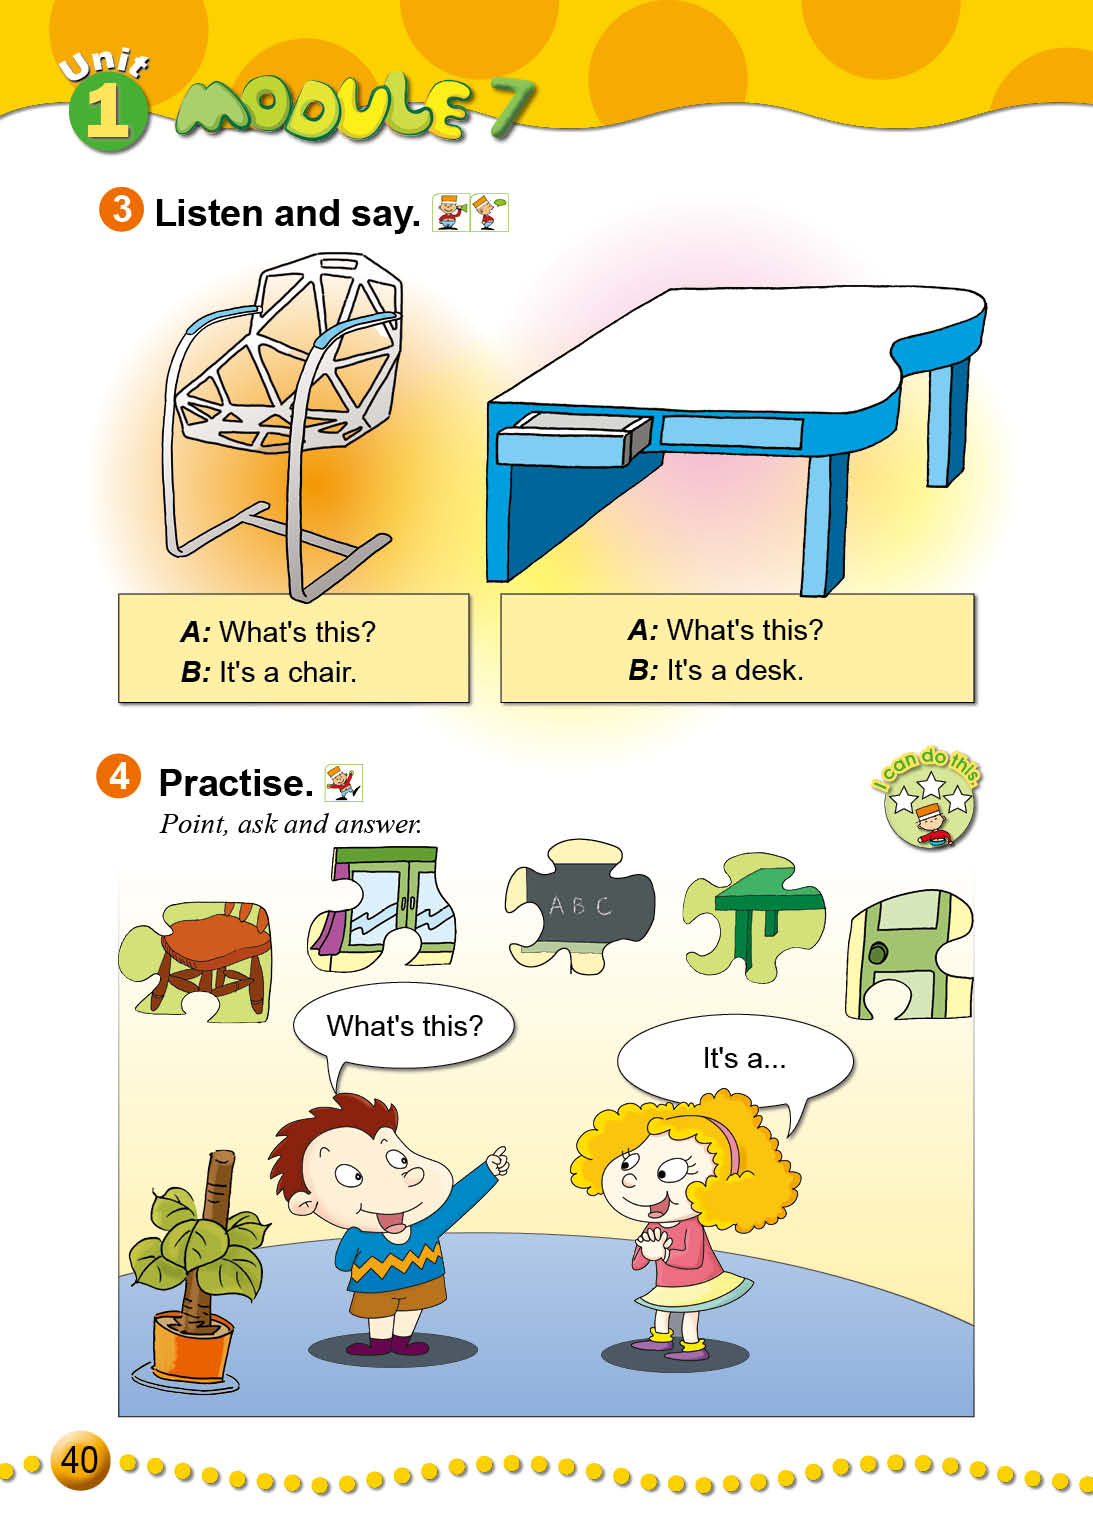 Unit
1 MODULE 7
3 Listen and say.
A: What's this?
B: It's a chair.
A: What's this?
B: It's a desk.
4 Practise.
I can do this.
Point, ask and answer.
A B C
What's this?
It's a...
40